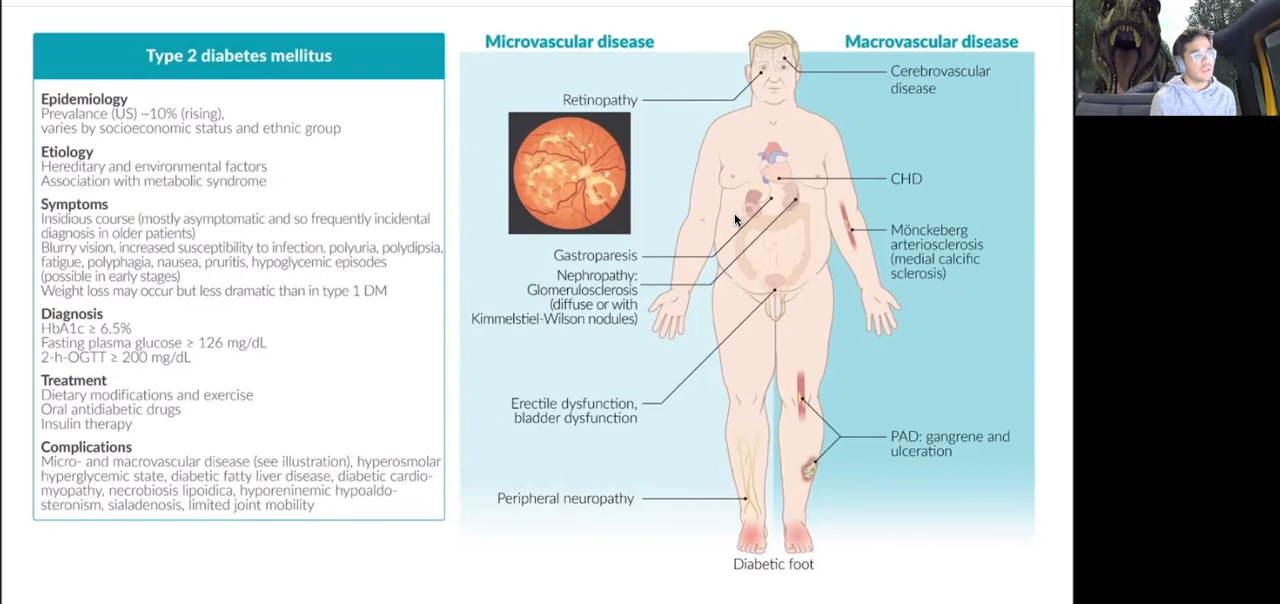 Type 2 diabetes mellitus
Epidemiology
Prevalence (US) ~10% (rising),
varies by socioeconomic status and ethnic group
Etiology
Hereditary and environmental factors
Association with metabolic syndrome
Symptoms
Insidious course (mostly asymptomatic and so frequently incidental
diagnosis in older patients)
Blurry vision, increased susceptibility to infection, polyuria, polydipsia,
fatigue, polyphagia, nausea, pruritis, hypoglycemic episodes
(possible in early stages)
Weight loss may occur but less dramatic than in type 1 DM
Diagnosis
HbA1c ≥ 6.5%
Fasting plasma glucose ≥ 126 mg/dL
2-h-OGTT ≥ 200 mg/dL
Treatment
Dietary modifications and exercise
Oral antidiabetic drugs
Insulin therapy
Complications
Micro- and macrovascular disease (see illustration), hyperosmolar
hyperglycemic state, diabetic fatty liver disease, diabetic cardio-
myopathy, necrobiosis lipoidica, hyporeninemic hypoaldo-
steronism, sialadenosis, limited joint mobility
Microvascular disease
Retinopathy
Gastroparesis
Nephropathy:
Glomerulosclerosis
(diffuse or with
Kimmelstiel-Wilson nodules)
Erectile dysfunction,
bladder dysfunction
Peripheral neuropathy
Macrovascular disease
Cerebrovascular
disease
CHD
Mönckeberg
arteriosclerosis
(medial calcific
sclerosis)
PAD: gangrene and
ulceration
Diabetic foot